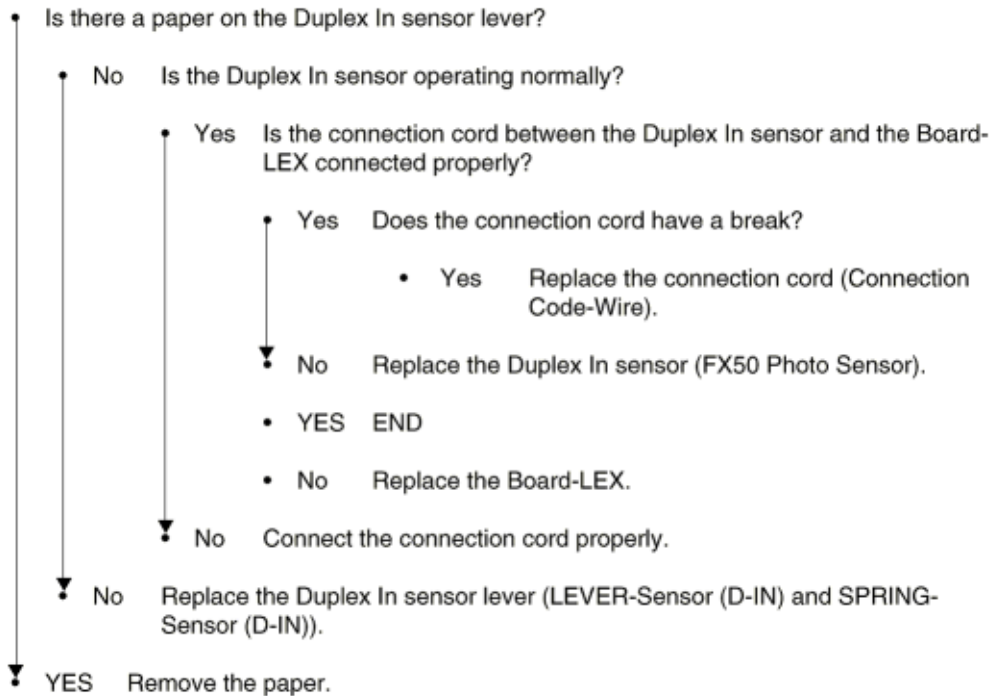 Is there a paper on the Duplex In sensor lever?
No Is the Duplex In sensor operating normally?
Yes Is the connection cord between the Duplex In sensor and the Board-
LEX connected properly?
Yes Does the connection cord have a break?
Yes Replace the connection cord (Connection
Code-Wire).
No Replace the Duplex In sensor (FX50 Photo Sensor).
YES END
No Replace the Board-LEX.
No Connect the connection cord properly.
No Replace the Duplex In sensor lever (LEVER-Sensor (D-IN) and SPRING-
Sensor (D-IN)).
YES Remove the paper.